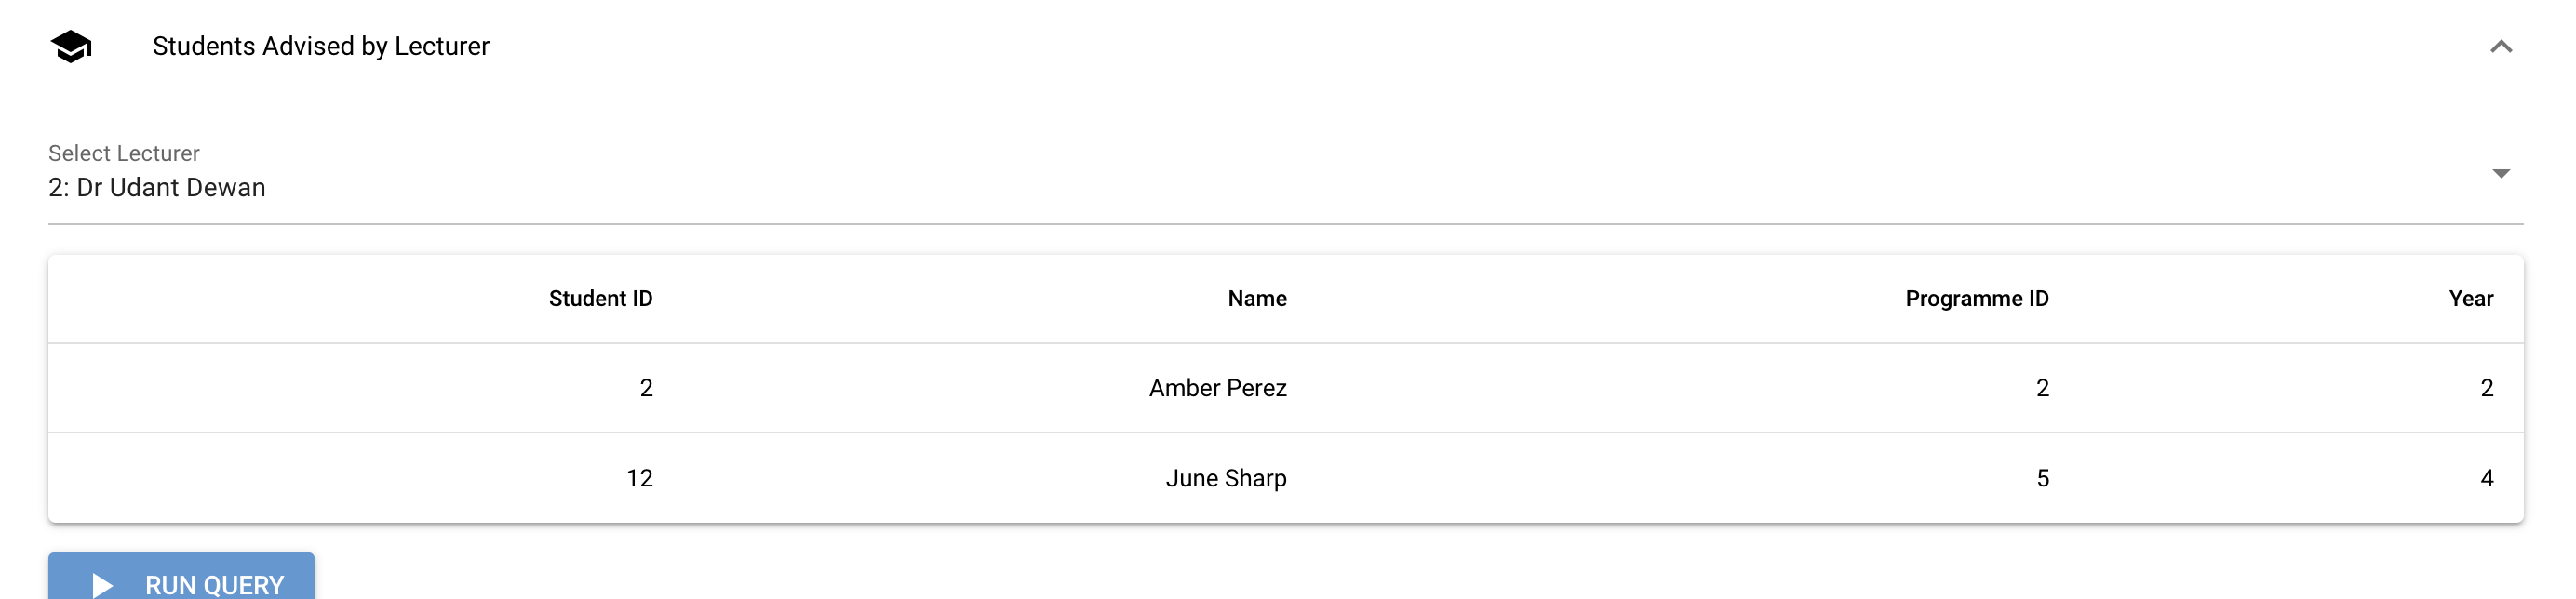 Students Advised by Lecturer
Select Lecturer
2: Dr Udant Dewan
Student ID Name Programme ID Year
2 Amber Perez 2 2
12 June Sharp 5 4
RUN QUERY